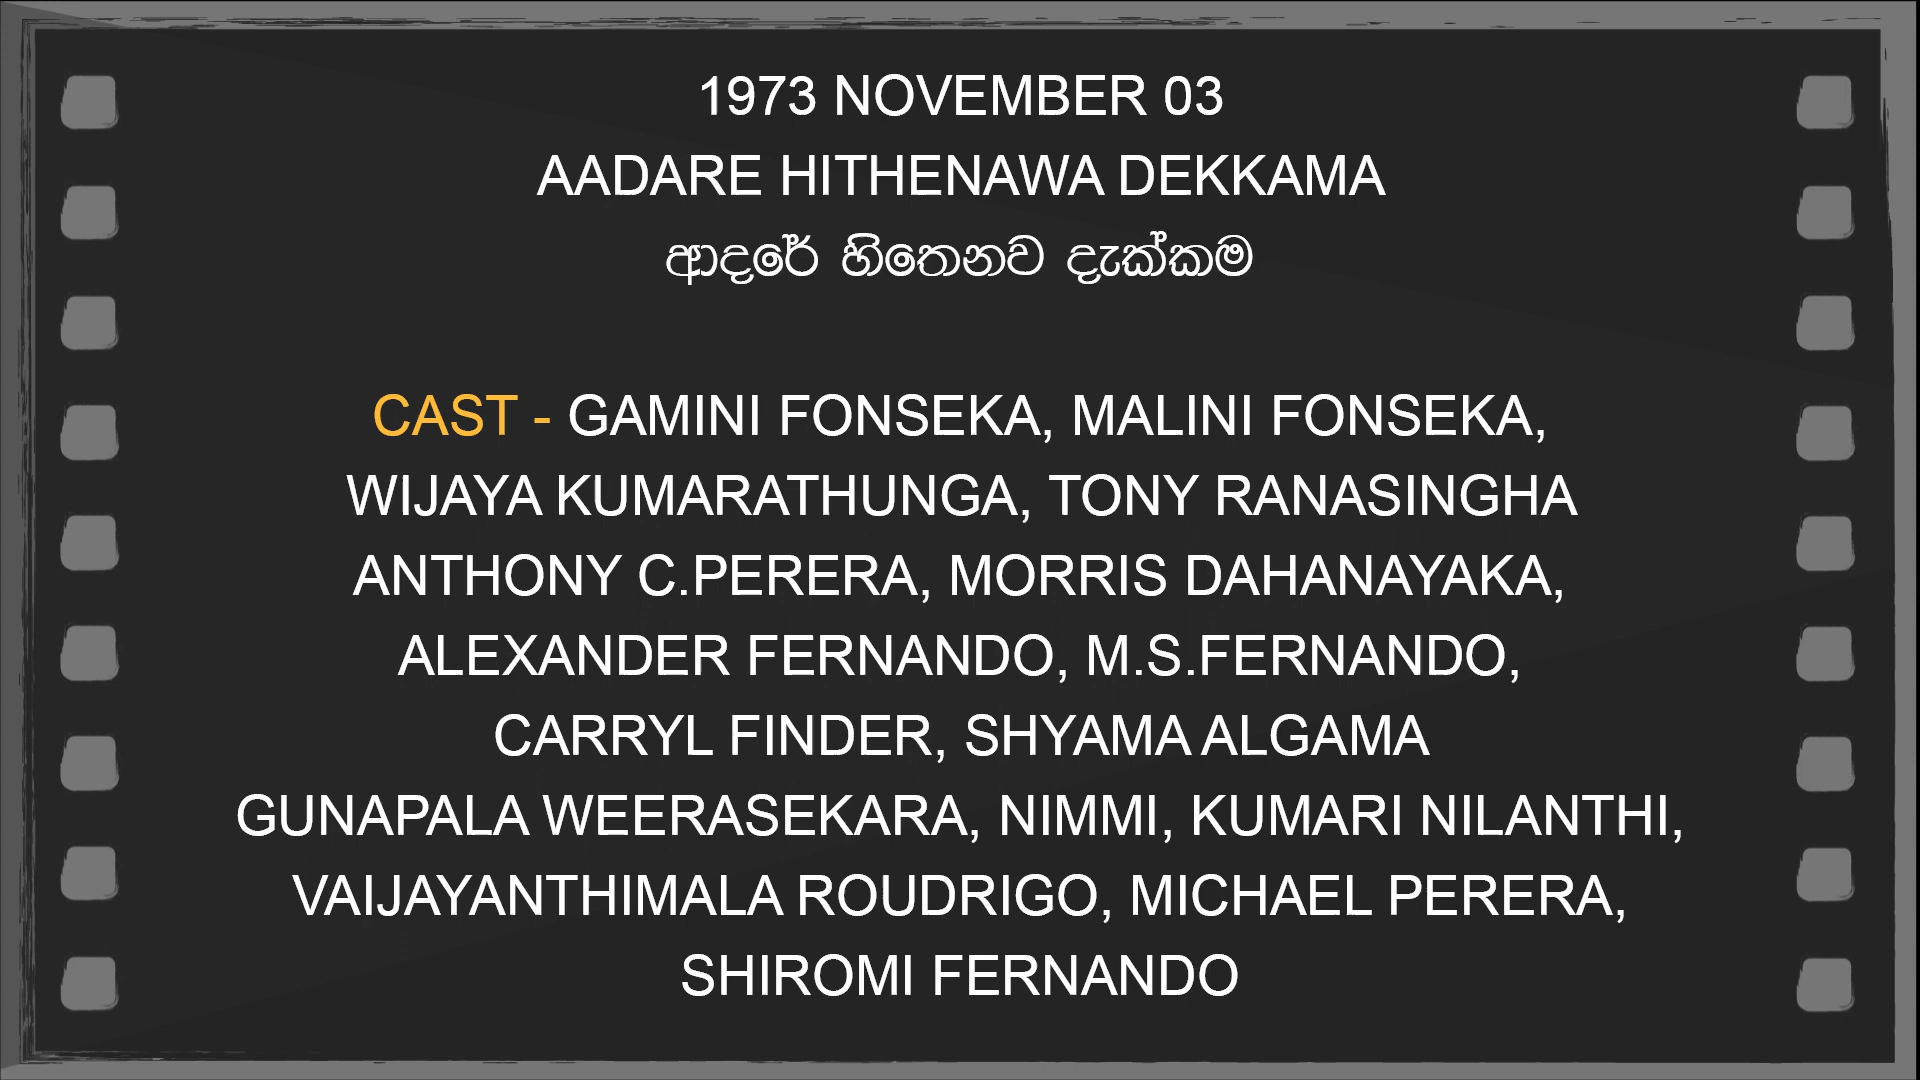 1973 NOVEMBER 03
AADARE HITHENAWA DEKKAMA
ආදරේ හිතෙනව දැක්කම
CAST - GAMINI FONSEKA, MALINI FONSEKA,
WIJAYA KUMARATHUNGA, TONY RANASINGHA
ANTHONY C.PERERA, MORRIS DAHANAYAKA,
ALEXANDER FERNANDO, M.S.FERNANDO,
CARRYL FINDER, SHYAMA ALGAMA
GUNAPALA WEERASEKARA, NIMMI, KUMARI NILANTHI,
VAIJAYANTHIMALA ROUDRIGO, MICHAEL PERERA,
SHIROMI FERNANDO